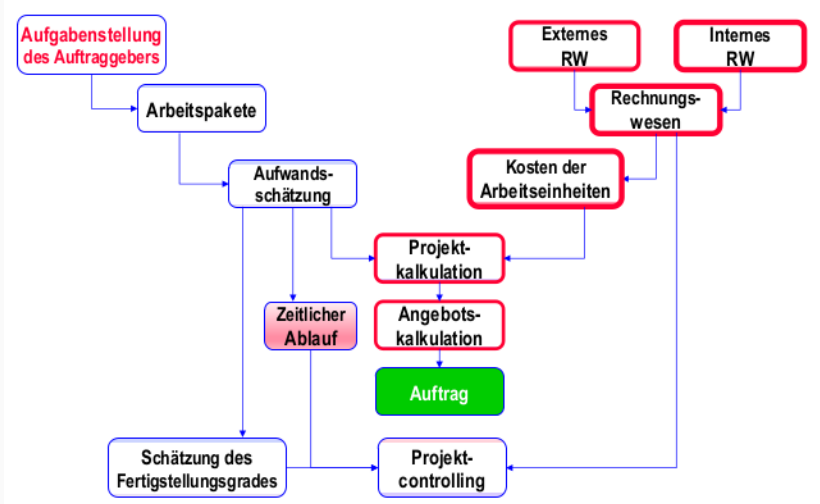 Aufgabenstellung
des Auftraggebers
Externes
RW
Internes
RW
Arbeitspakete
Rechnungs-
wesen
Aufwands-
schätzung
Kosten der
Arbeitseinheiten
Projekt-
kalkulation
Zeitlicher
Ablauf
Angebots-
kalkulation
Auftrag
Schätzung des
Fertigstellungsgrades
Projekt-
controlling